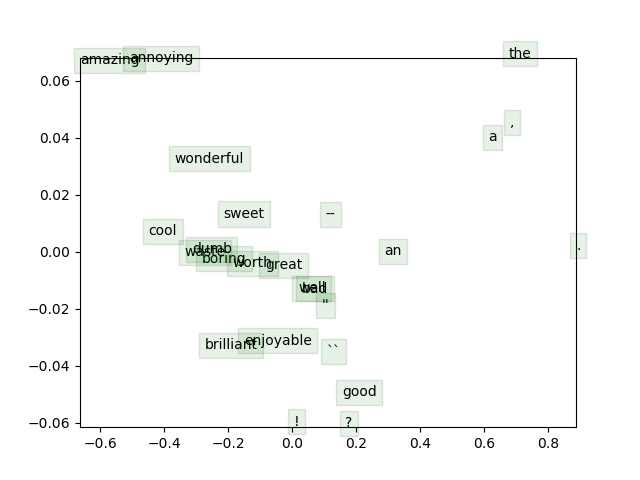 the
amazing
annoying
0.06
,
a
0.04
wonderful
0.02
sweet
--
cool
.
0.00
dumb
waste
an
boring
worth
great
well
bad
−0.02
"
brilliant
enjoyable
``
−0.04
good
−0.06
!
?
−0.6
−0.4
−0.2
0.0
0.2
0.4
0.6
0.8